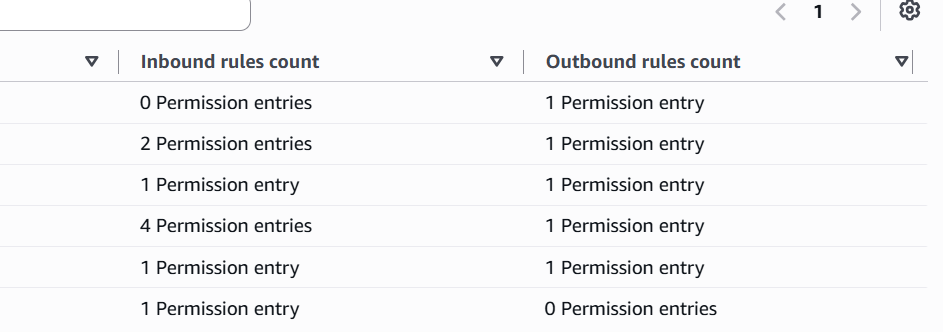 1
Inbound rules count Outbound rules count
0 Permission entries 1 Permission entry
2 Permission entries 1 Permission entry
1 Permission entry 1 Permission entry
4 Permission entries 1 Permission entry
1 Permission entry 1 Permission entry
1 Permission entry 0 Permission entries